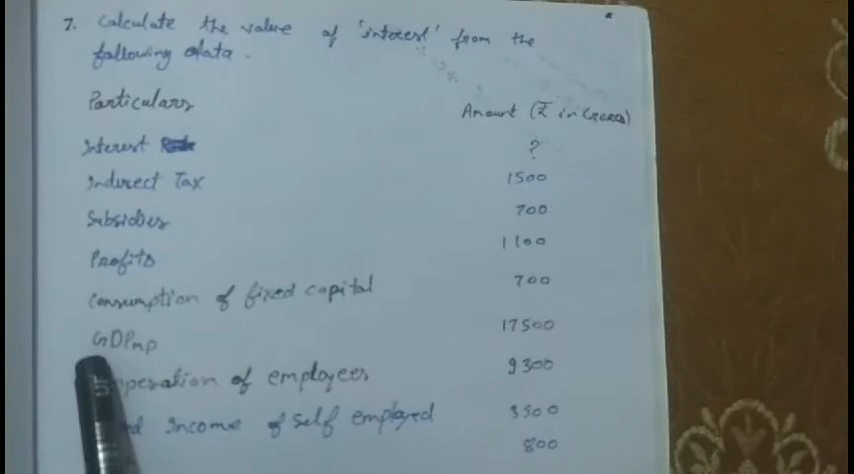 7. Calculate the value of 'interest' from the
following data.
Particulars Amount (₹ in crores)
Interest ?
Indirect Tax 1500
Subsidies 700
Profits 1100
Consumption of fixed capital 700
GDPmp 17500
of employees 9300
Income of Self employed 3500
800